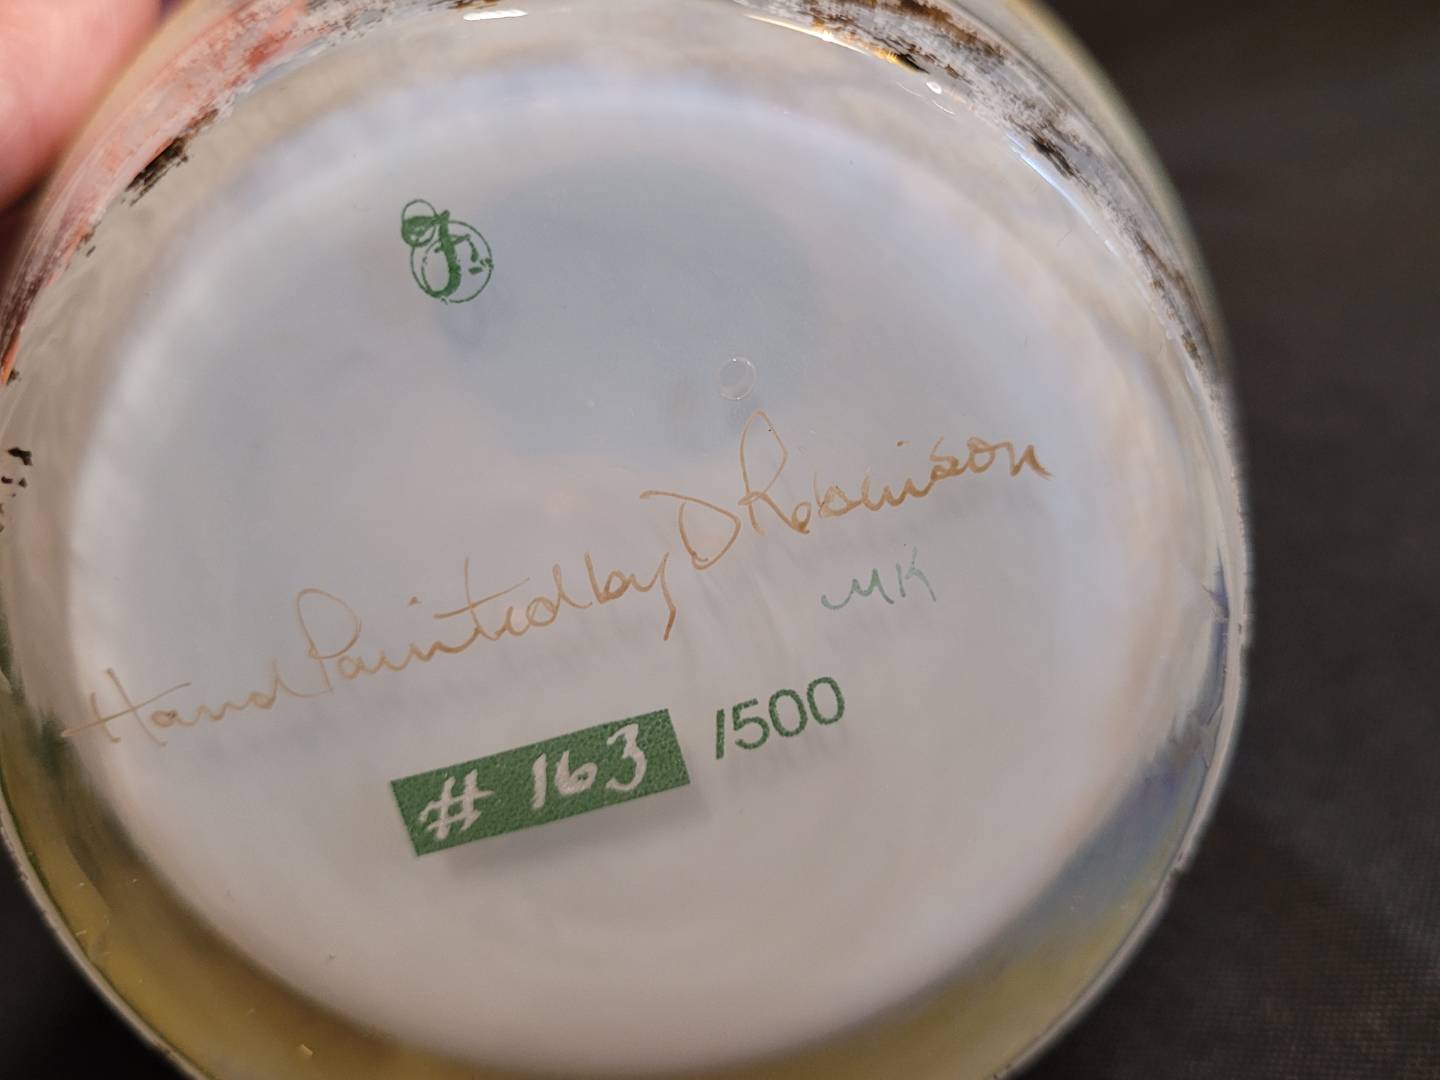 Hand Painted by D Robinson
MK
# 163 /500